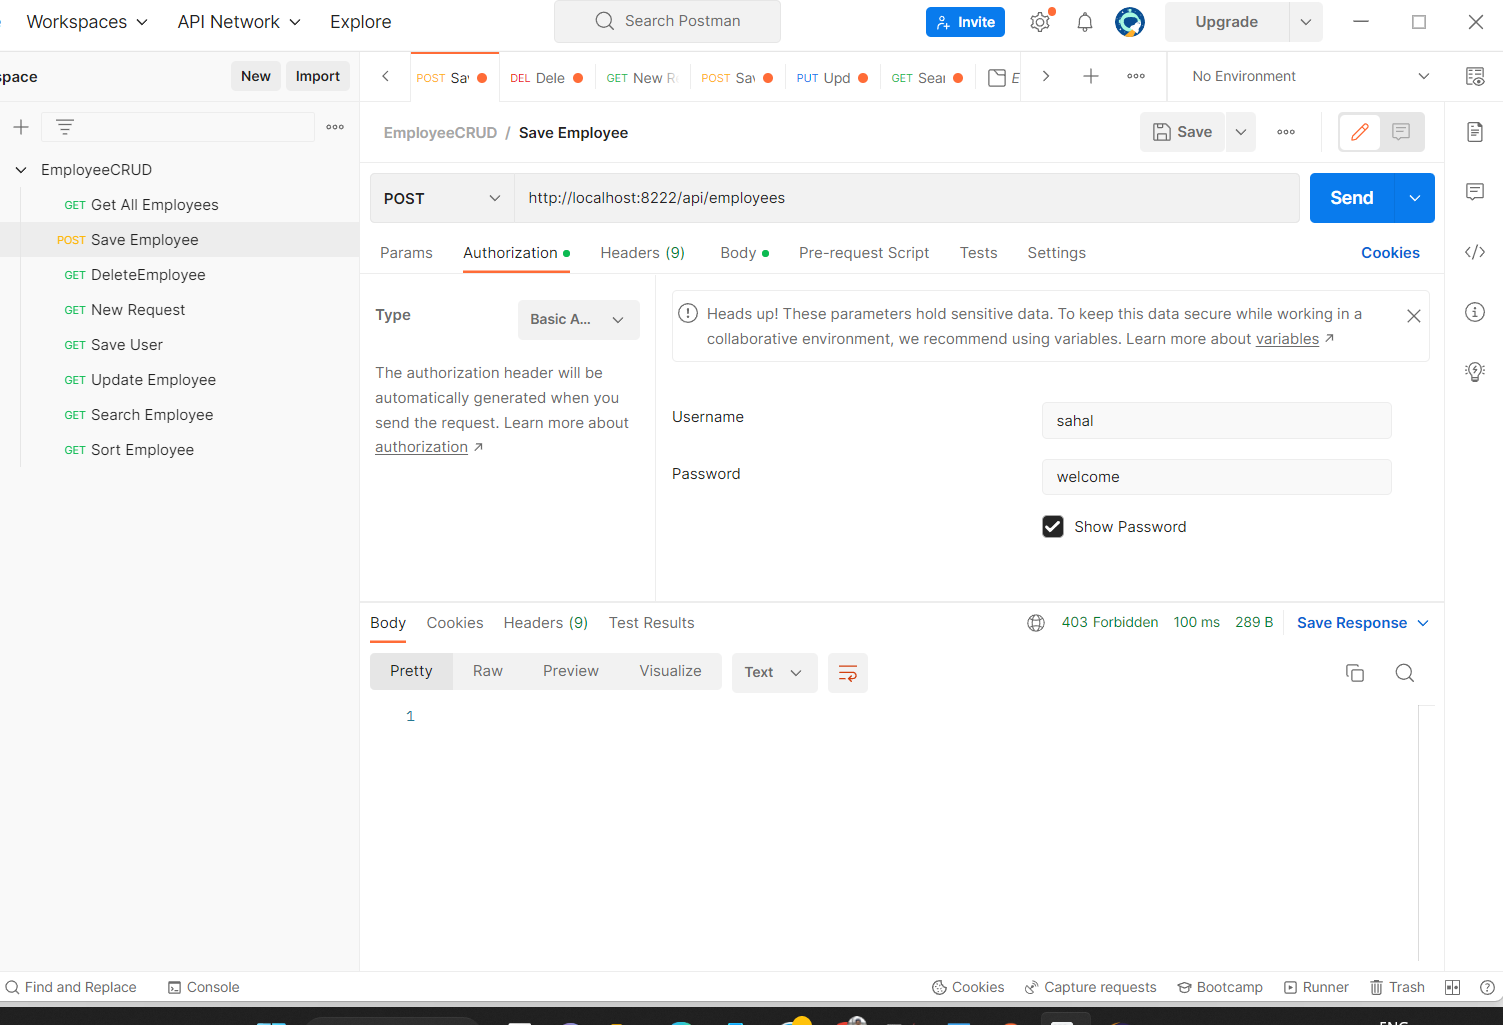 Workspaces API Network Explore Search Postman Invite Upgrade
space New Import POST Sav DEL Dele GET New R POST Sav PUT Upd GET Sear E No Environment
EmployeeCRUD / Save Employee Save
EmployeeCRUD
GET Get All Employees
POST Save Employee
GET DeleteEmployee
GET New Request
GET Save User
GET Update Employee
GET Search Employee
GET Sort Employee
POST http://localhost:8222/api/employees Send
Params Authorization Headers (9) Body Pre-request Script Tests Settings Cookies
Type Basic A...
The authorization header will be
automatically generated when you
send the request. Learn more about
authorization ↗
Heads up! These parameters hold sensitive data. To keep this data secure while working in a
collaborative environment, we recommend using variables. Learn more about variables ↗
Username sahal
Password welcome
Show Password
Body Cookies Headers (9) Test Results 403 Forbidden 100 ms 289 B Save Response
Pretty Raw Preview Visualize Text
1
Find and Replace Console Cookies Capture requests Bootcamp Runner Trash